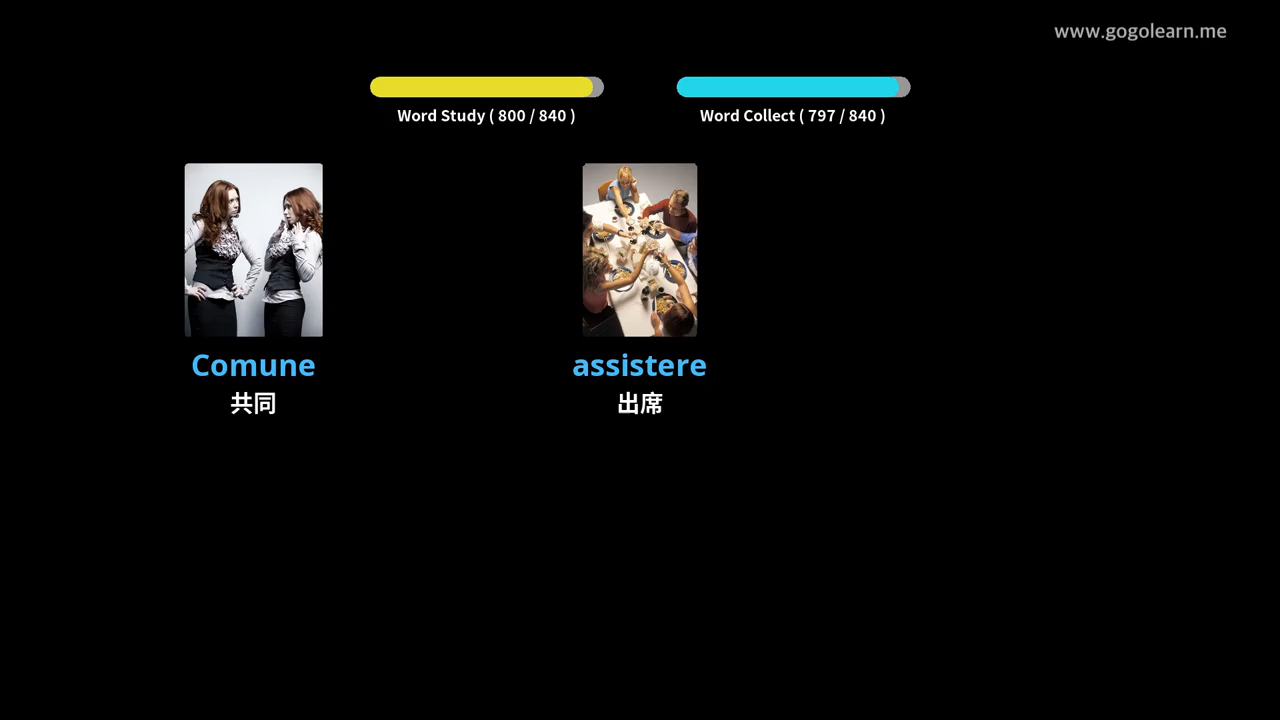 www.gogolearn.me
Word Study ( 800 / 840 )
Word Collect ( 797 / 840 )
Comune
共同
assistere
出席